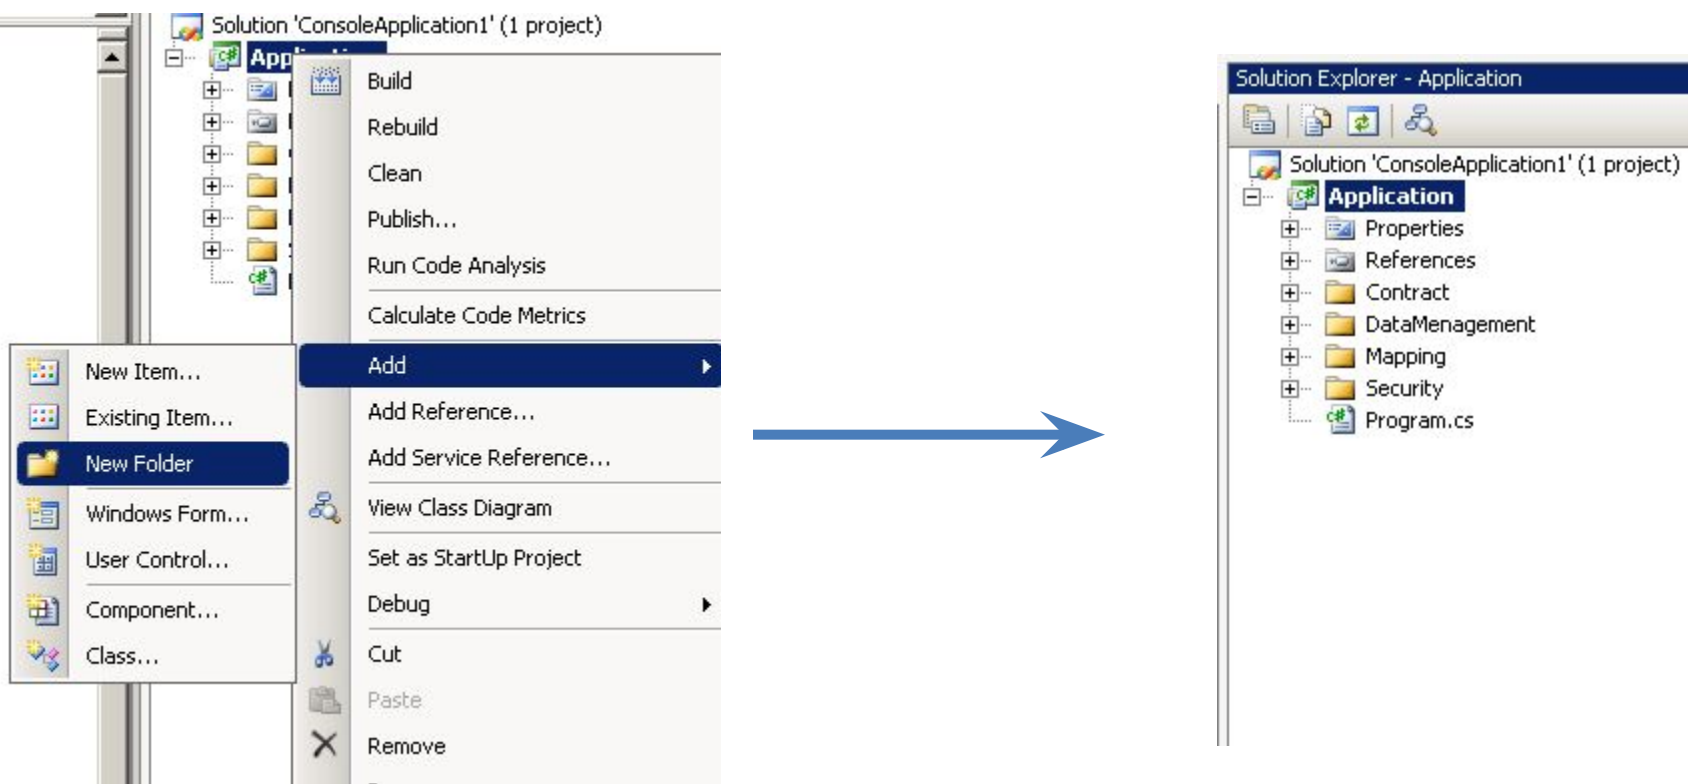 Solution 'ConsoleApplication1' (1 project)
Build
Rebuild
Clean
Publish...
Run Code Analysis
Calculate Code Metrics
Add
Add Reference...
Add Service Reference...
View Class Diagram
Set as StartUp Project
Debug
Cut
Paste
Remove
New Item...
Existing Item...
New Folder
Windows Form...
User Control...
Component...
Class...
Solution Explorer - Application
Solution 'ConsoleApplication1' (1 project)
Application
Properties
References
Contract
DataMenagement
Mapping
Security
Program.cs